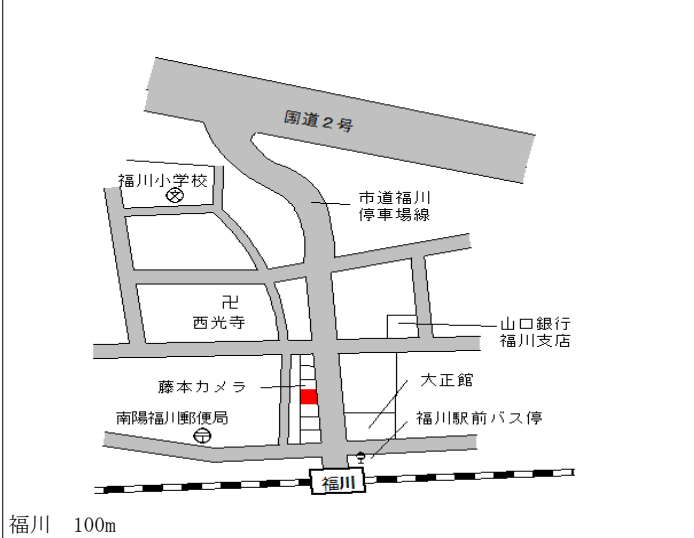 国道２号
福川小学校
市道福川
停車場線
西光寺
山口銀行
福川支店
藤本カメラ
大正館
南陽福川郵便局
福川駅前バス停
福川
福川　100m